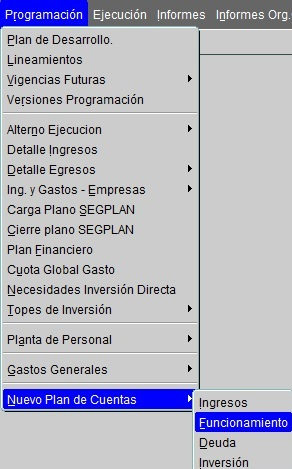 Programación Ejecución Informes Informes Org.
Plan de Desarrollo.
Lineamientos
Vigencias Futuras
Versiones Programación
Alterno Ejecucion
Detalle Ingresos
Detalle Egresos
Ing. y Gastos - Empresas
Carga Plano SEGPLAN
Cierre plano SEGPLAN
Plan Financiero
Cuota Global Gasto
Necesidades Inversión Directa
Topes de Inversión
Planta de Personal
Gastos Generales
Nuevo Plan de Cuentas
Ingresos
Funcionamiento
Deuda
Inversión